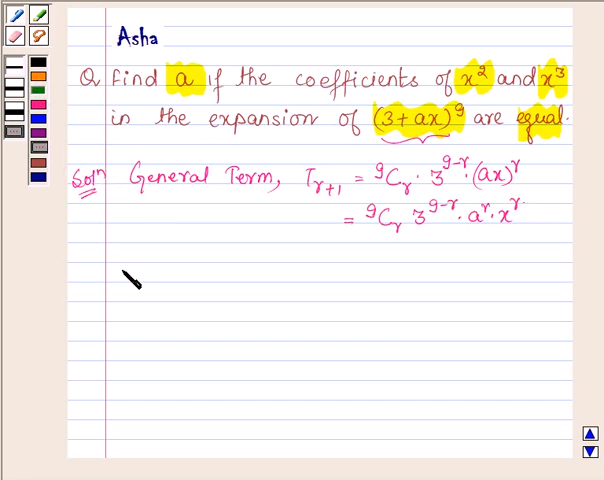 Asha
Q Find a if the coefficients of x² and x³
in the expansion of (3+ax)⁹ are equal.
Solⁿ General Term, Tᵣ₊₁ = ⁹Cᵣ · 3⁹⁻ʳ · (ax)ʳ
= ⁹Cᵣ 3⁹⁻ʳ · aʳ · xʳ